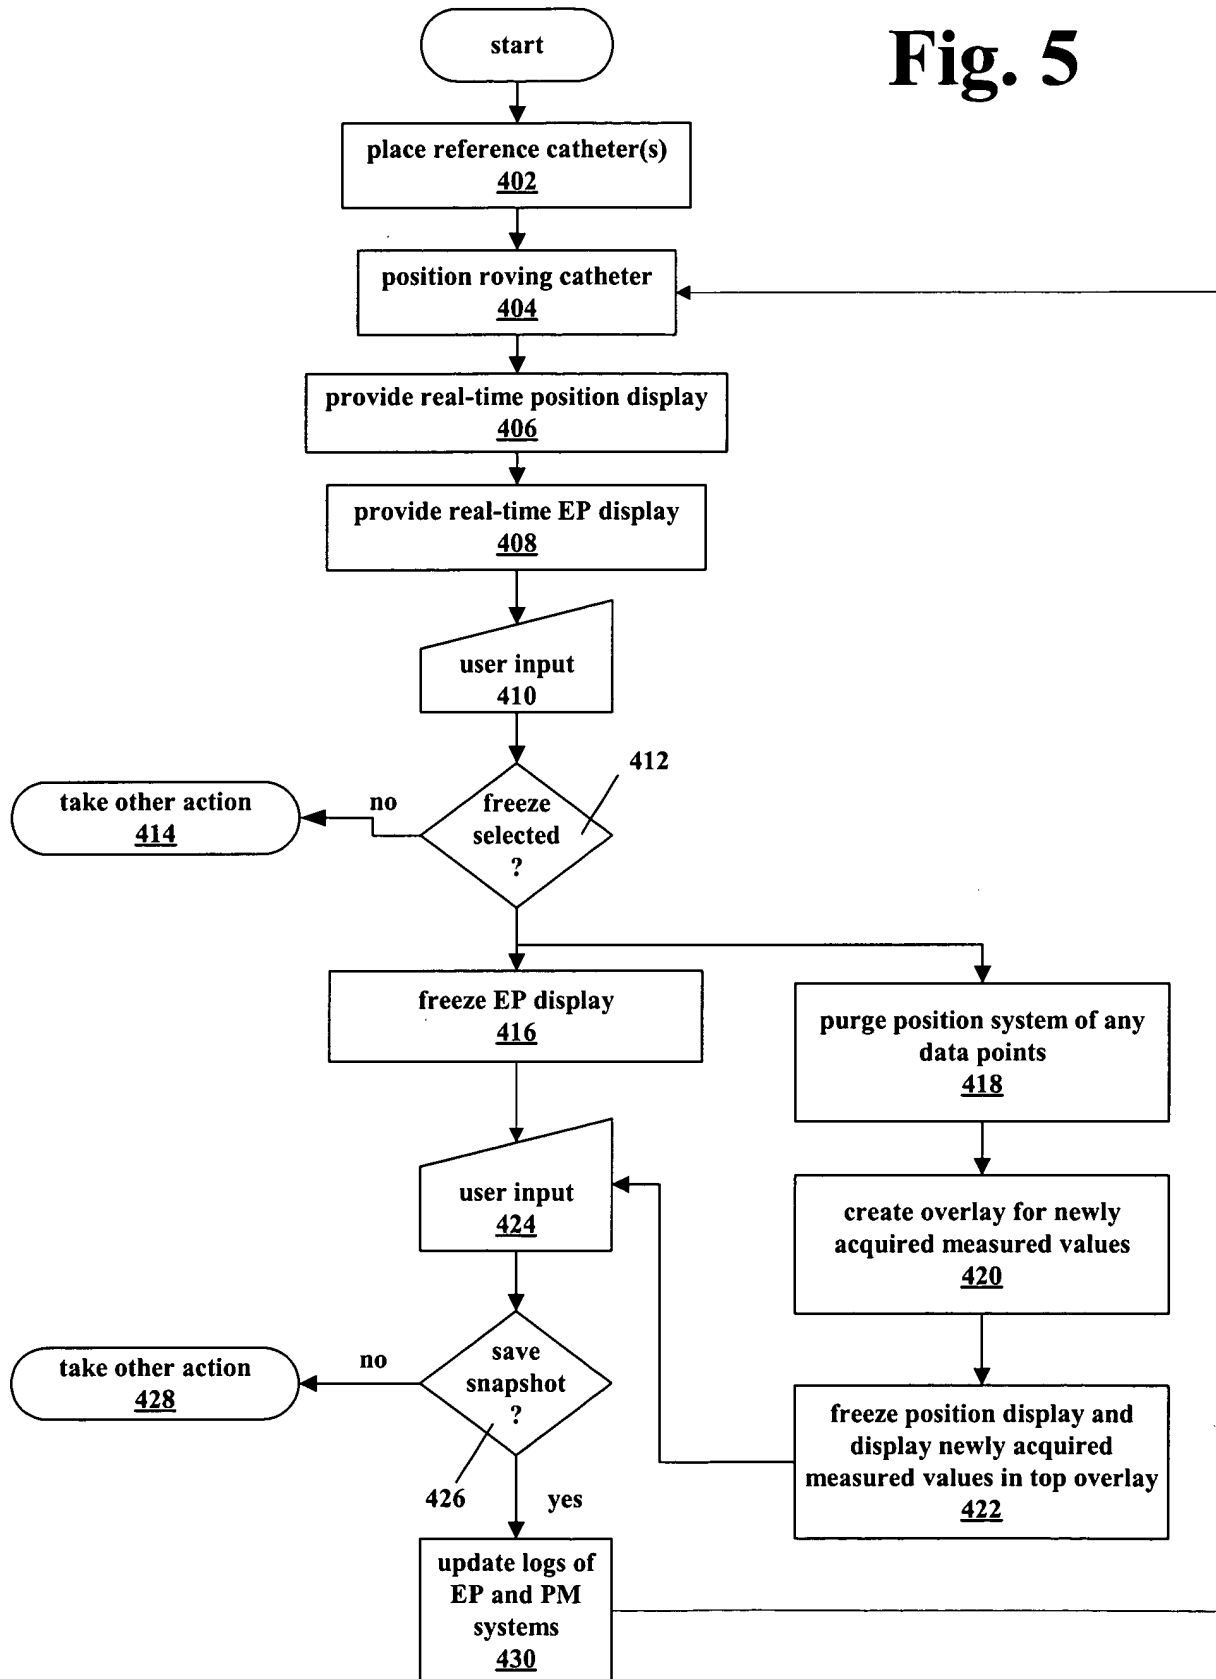 Fig. 5
start
place reference catheter(s)
402
position roving catheter
404
provide real-time position display
406
provide real-time EP display
408
user input
410
412
freeze
selected
?
no
take other action
414
freeze EP display
416
purge position system of any
data points
418
create overlay for newly
acquired measured values
420
freeze position display and
display newly acquired
measured values in top overlay
422
user input
424
save
snapshot
?
426
no
take other action
428
yes
update logs of
EP and PM
systems
430